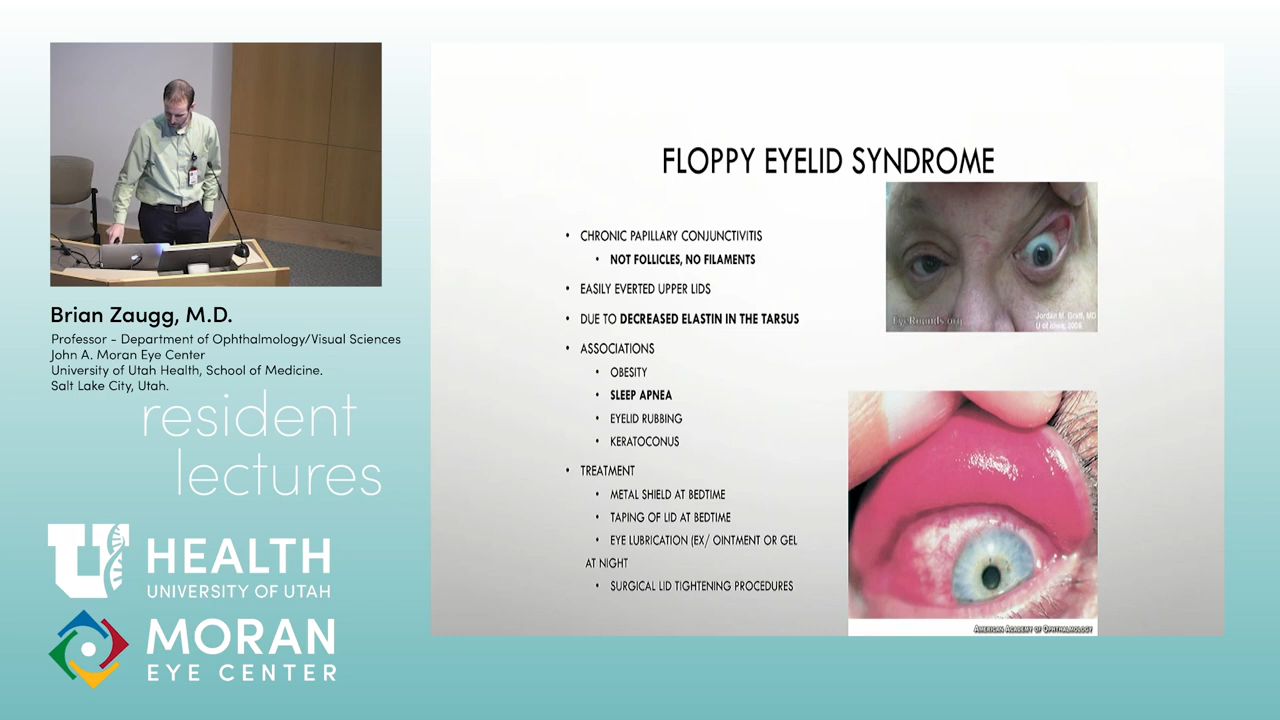 Brian Zaugg, M.D.
Professor - Department of Ophthalmology/Visual Sciences
John A. Moran Eye Center
University of Utah Health, School of Medicine.
Salt Lake City, Utah.
resident
lectures
U HEALTH
UNIVERSITY OF UTAH
MORAN
EYE CENTER
FLOPPY EYELID SYNDROME
• CHRONIC PAPILLARY CONJUNCTIVITIS
• NOT FOLLICLES, NO FILAMENTS
• EASILY EVERTED UPPER LIDS
• DUE TO DECREASED ELASTIN IN THE TARSUS
• ASSOCIATIONS
• OBESITY
• SLEEP APNEA
• EYELID RUBBING
• KERATOCONUS
• TREATMENT
• METAL SHIELD AT BEDTIME
• TAPING OF LID AT BEDTIME
• EYE LUBRICATION (EX/ OINTMENT OR GEL
AT NIGHT
• SURGICAL LID TIGHTENING PROCEDURES
EyeRounds.org
Jordan M. Graff, MD
U of Iowa, 2006
AMERICAN ACADEMY OF OPHTHALMOLOGY